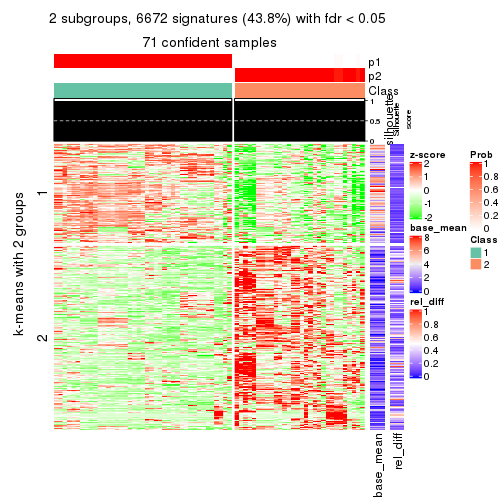 2 subgroups, 6672 signatures (43.8%) with fdr < 0.05
71 confident samples
p1
p2
Class
1
0.5
0
silhouette
Silhouette
score
k-means with 2 groups
1
2
z-score
2
1
0
-1
-2
base_mean
8
6
4
2
0
rel_diff
1
0.8
0.6
0.4
0.2
0
Prob
1
0.8
0.6
0.4
0.2
0
Class
1
2
base_mean
rel_diff